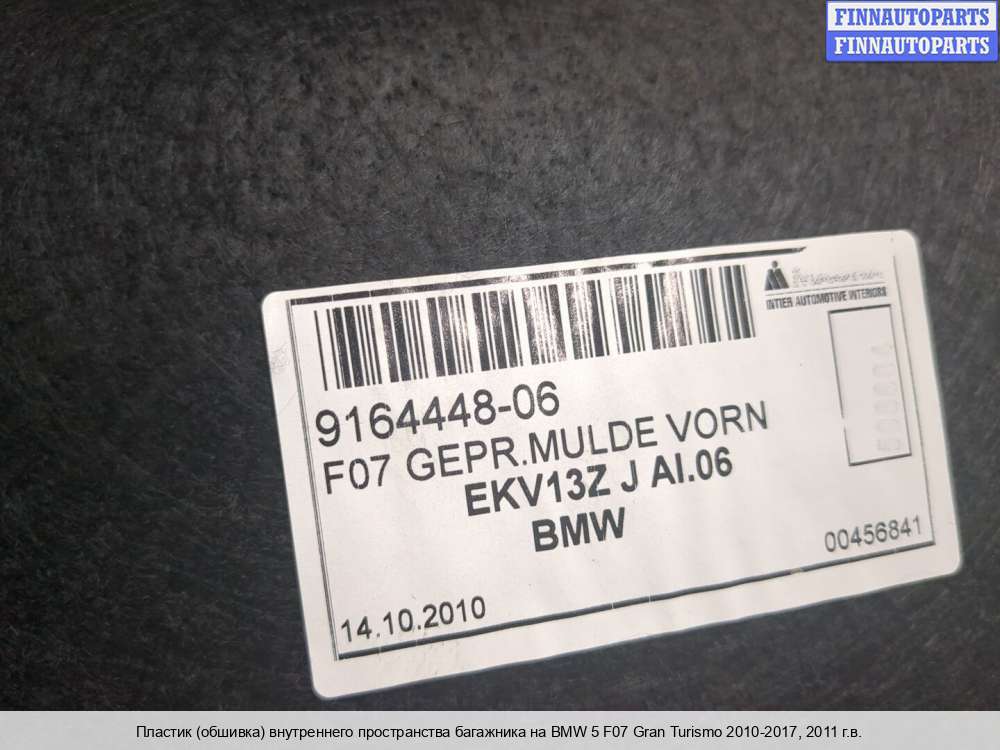 FINNAUTOPARTS
FINNAUTOPARTS
INTIER AUTOMOTIVE INTERIORS
9164448-06
F07 GEPR.MULDE VORN
EKV13Z J AI.06
BMW
00456841
14.10.2010
Пластик (обшивка) внутреннего пространства багажника на BMW 5 F07 Gran Turismo 2010-2017, 2011 г.в.